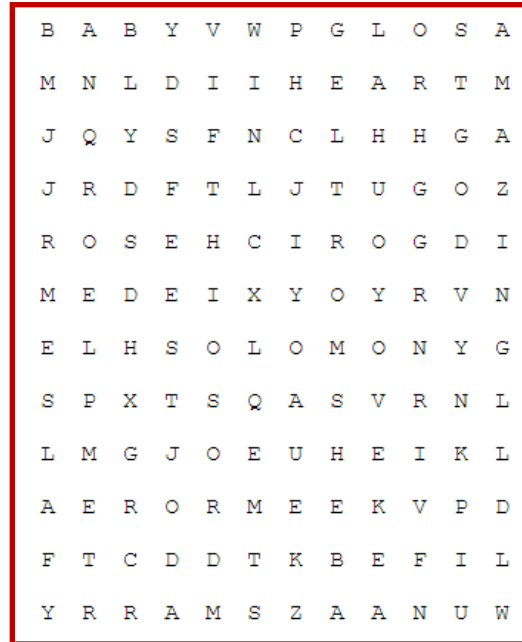 B A B Y V W P G L O S A
M N L D I I H E A R T M
J Q Y S F N C L H H G A
J R D F T L J T U G O Z
R O S E H C I R O G D I
M E D E I X Y O Y R V N
E L H S O L O M O N Y G
S P X T S Q A S V R N L
L M G J O E U H E I K L
A E R O R M E E K V P D
F T C D D T K B E F I L
Y R R A M S Z A A N U W